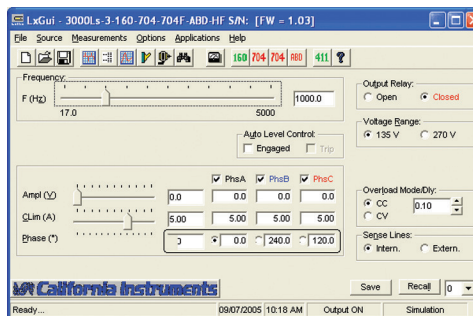 LxGui - 3000Ls-3-160-704-704F-ABD-HF S/N: [FW = 1.03]
File Source Measurements Options Applications Help
160 704 704 ABD 411 ?
Frequency:
F (Hz)
17.0 5000
1000.0
Output Relay:
Open Closed
Voltage Range:
135 V 270 V
Auto Level Control:
Engaged Trip
PhsA PhsB PhsC
Ampl (V) 0.0 0.0 0.0 0.0
CLim (A) 5.00 5.00 5.00 5.00
Phase (°) 0.0 240.0 120.0
Overload Mode/Dly:
CC
CV
0.10
Sense Lines:
Intern. Extern.
California Instruments
Save Recall 0
Ready... 09/07/2005 10:18 AM Output ON Simulation